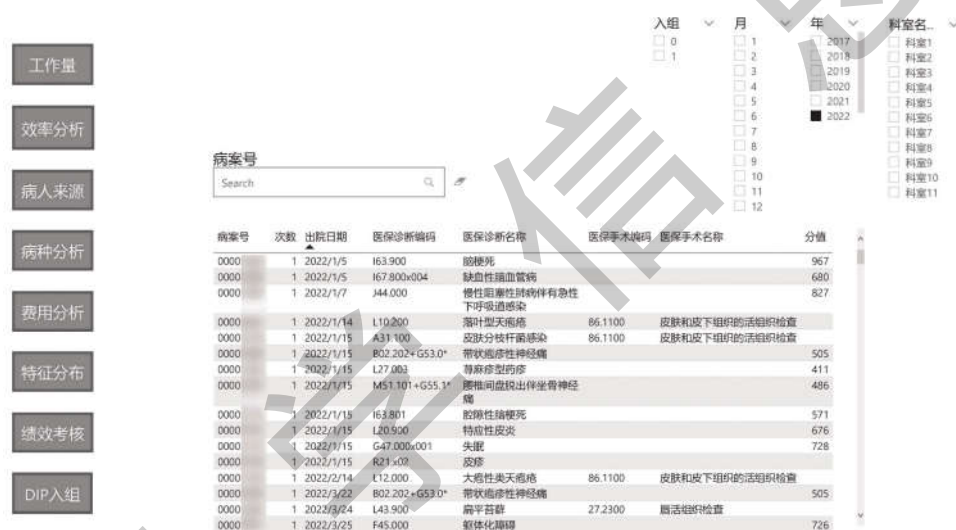 入组 月 年 科室名..
0 1 2017 科室1
1 2 2018 科室2
3 2019 科室3
4 2020 科室4
5 2021 科室5
6 2022 科室6
7 科室7
8 科室8
9 科室9
10 科室10
11 科室11
12
工作量
效率分析
病人来源
病种分析
费用分析
特征分布
绩效考核
DIP入组
病案号
Search
病案号 次数 出院日期 医保诊断编码 医保诊断名称 医保手术编码 医保手术名称 分值
0000 1 2022/1/5 I63.900 脑梗死 967
0000 1 2022/1/5 I67.800x004 缺血性脑血管病 680
0000 1 2022/1/7 J44.000 慢性阻塞性肺病伴有急性 827
下呼吸道感染
0000 1 2022/1/14 L10.200 落叶型天疱疮 86.1100 皮肤和皮下组织的活组织检查
0000 1 2022/1/15 A31.100 皮肤分枝杆菌感染 86.1100 皮肤和皮下组织的活组织检查
0000 1 2022/1/15 B02.202+G53.0* 带状疱疹性神经痛 505
0000 1 2022/1/15 L27.003 荨麻疹型药疹 411
0000 1 2022/1/15 M51.101+G55.1* 腰椎间盘脱出伴坐骨神经 486
痛
0000 1 2022/1/15 I63.801 腔隙性脑梗死 571
0000 1 2022/1/15 L20.900 特应性皮炎 676
0000 1 2022/1/15 G47.000x001 失眠 728
0000 1 2022/1/15 R21.x02 皮疹
0000 1 2022/2/14 L12.000 大疱性类天疱疮 86.1100 皮肤和皮下组织的活组织检查
0000 1 2022/3/22 B02.202+G53.0* 带状疱疹性神经痛 505
0000 1 2022/3/24 L43.900 扁平苔藓 27.2300 唇活组织检查
0000 1 2022/3/25 F45.000 躯体化障碍 726
学信